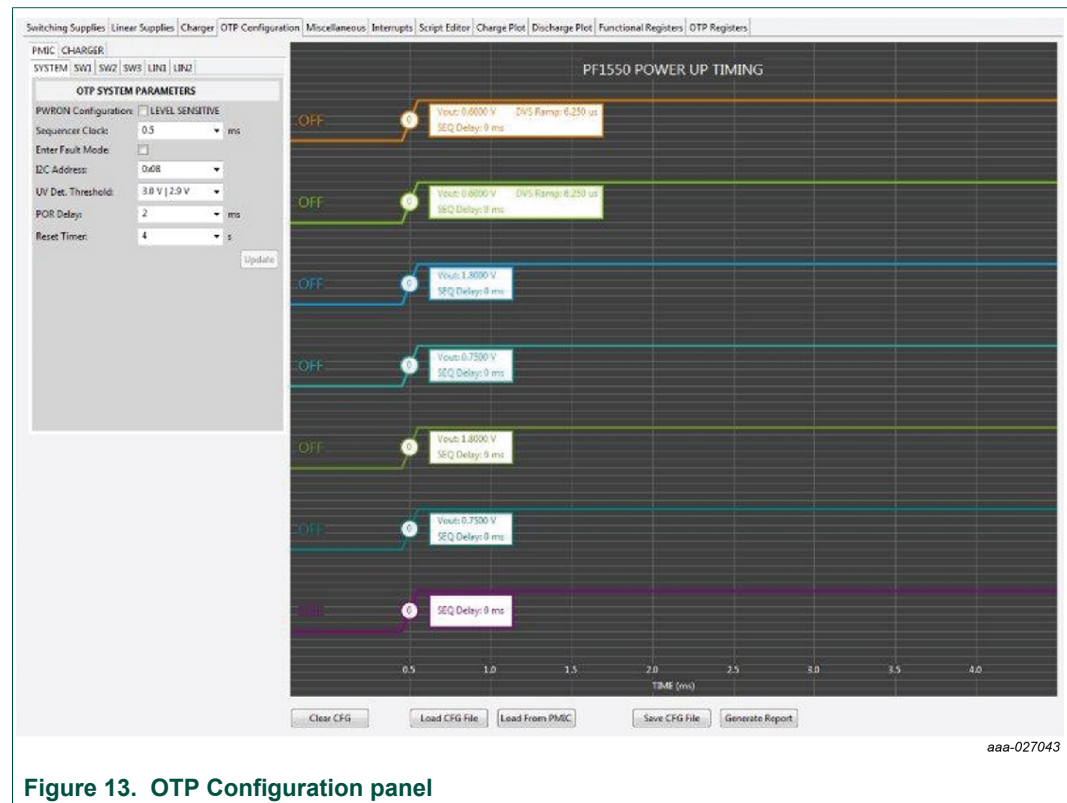 Switching Supplies Linear Supplies Charger OTP Configuration Miscellaneous Interrupts Script Editor Charge Plot Discharge Plot Functional Registers OTP Registers
PMIC CHARGER
SYSTEM SW1 SW2 SW3 LIN1 LIN2
OTP SYSTEM PARAMETERS
PWRON Configuration: LEVEL SENSITIVE
Sequencer Clock: 0.5 ms
Enter Fault Mode:
I2C Address: 0x08
UV Det. Threshold: 3.0 V | 2.9 V
POR Delay: 2 ms
Reset Timer: 4 s
Update
PF1550 POWER UP TIMING
OFF
0
Vout: 0.6000 V DVS Ramp: 6.250 us
SEQ Delay: 0 ms
OFF
0
Vout: 0.6000 V DVS Ramp: 6.250 us
SEQ Delay: 0 ms
OFF
0
Vout: 1.8000 V
SEQ Delay: 0 ms
OFF
0
Vout: 0.7500 V
SEQ Delay: 0 ms
OFF
0
Vout: 1.8000 V
SEQ Delay: 0 ms
OFF
0
Vout: 0.7500 V
SEQ Delay: 0 ms
0
SEQ Delay: 0 ms
0.5 1.0 1.5 2.0 2.5 3.0 3.5 4.0
TIME (ms)
Clear CFG Load CFG File Load From PMIC Save CFG File Generate Report
aaa-027043
Figure 13. OTP Configuration panel